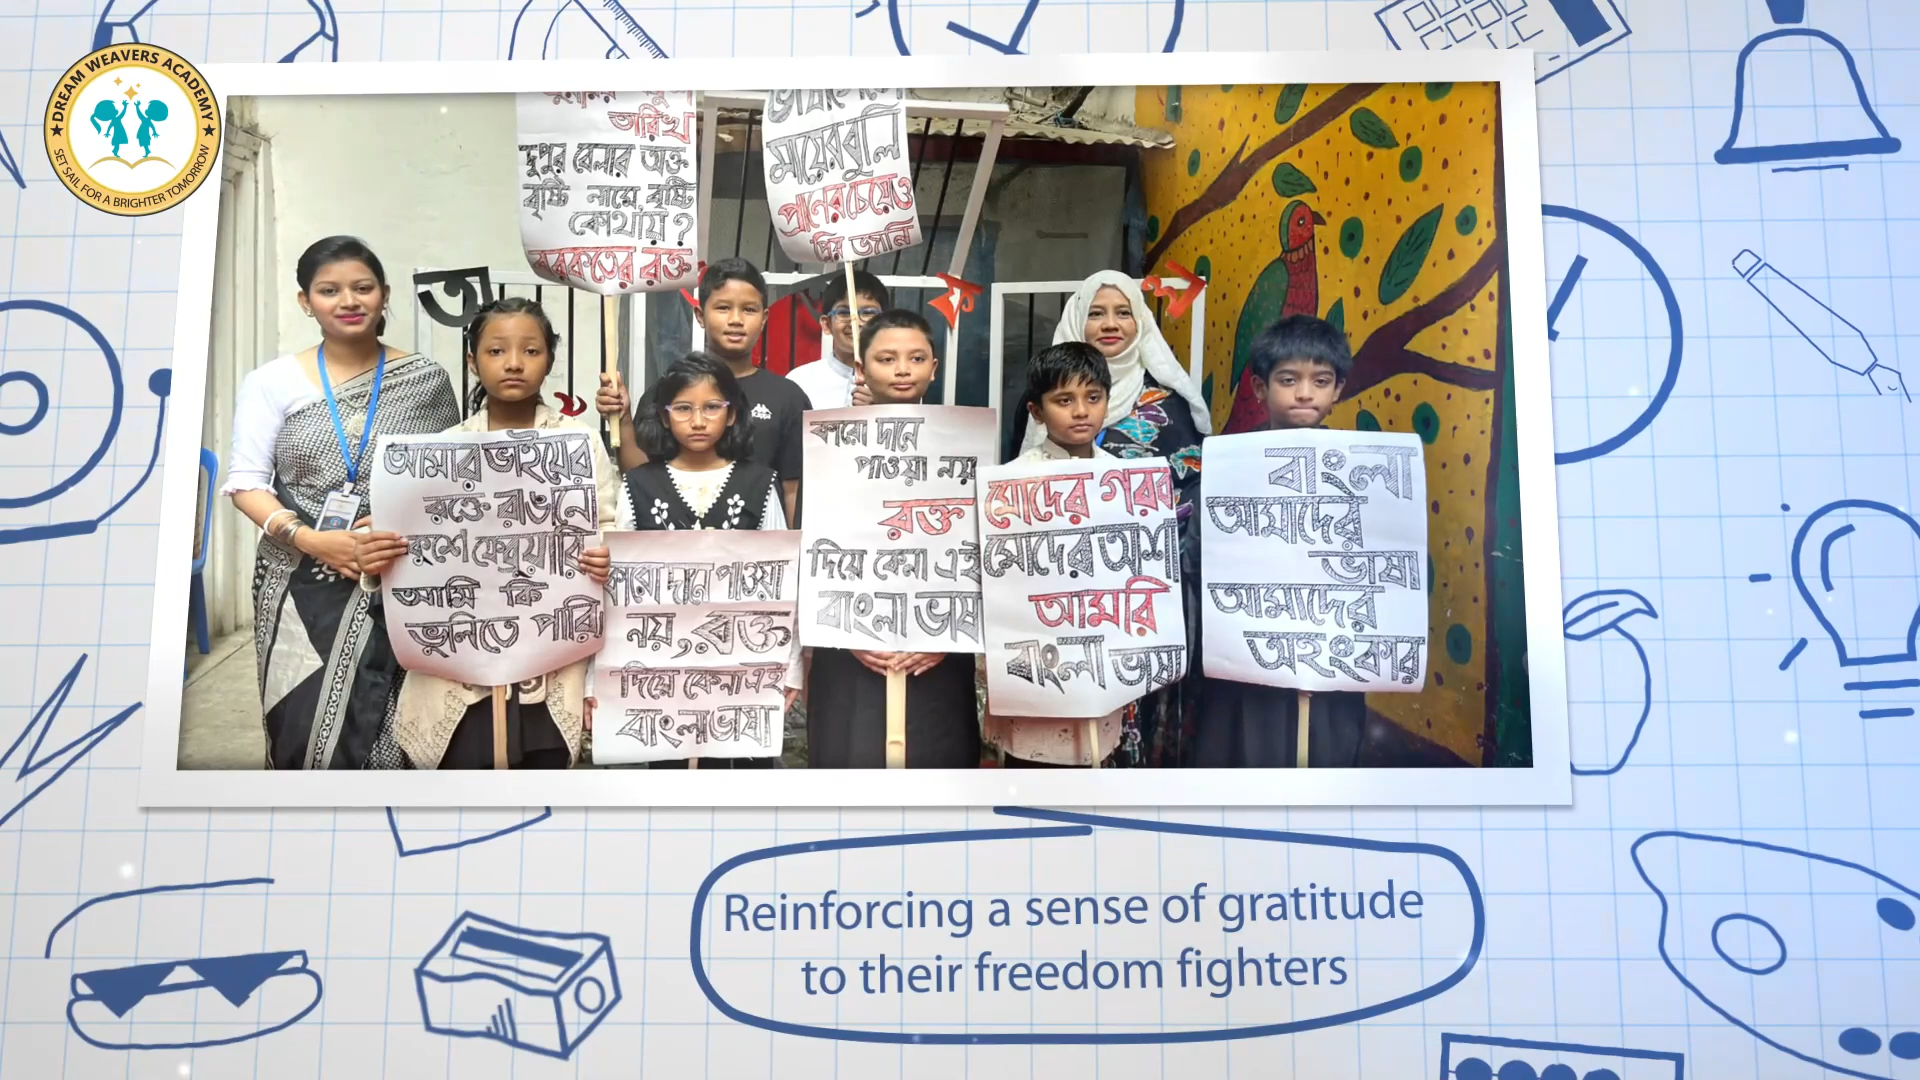 DREAM WEAVERS ACADEMY
SET SAIL FOR A BRIGHTER TOMORROW
তারিখ
দুপুর বেলার অক্ত
বৃষ্টি নামে, বৃষ্টি
কোথায় ?
বরকতের রক্ত
মায়ের বুলি
প্রানের চেয়েও
প্রিয় জানি
অ
ক
আমার ভাইয়ের
রক্তে রাঙানো
একুশে ফেব্রুয়ারি
আমি কি
ভুলিতে পারি
কারো দানে পাওয়া
নয়, রক্ত
দিয়ে কেনা এই
বাংলা ভাষা
কারো দানে
পাওয়া নয়
রক্ত
দিয়ে কেনা এই
বাংলা ভাষা
মোদের গরব
মোদের আশা
আমরি
বাংলা ভাষা
বাংলা
আমাদের
ভাষা
আমাদের
অহংকার
Kappa
Reinforcing a sense of gratitude
to their freedom fighters